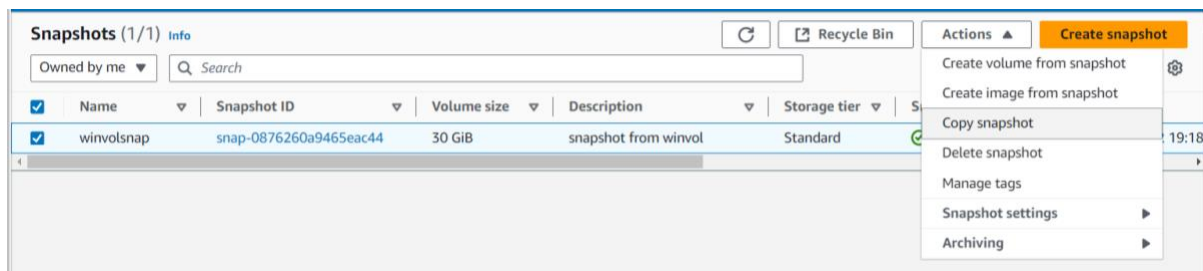 Snapshots (1/1) Info
Recycle Bin
Actions
Create snapshot
Owned by me
Search
Create volume from snapshot
Create image from snapshot
Copy snapshot
Delete snapshot
Manage tags
Snapshot settings
Archiving
Name Snapshot ID Volume size Description Storage tier
winvolsnap snap-0876260a9465eac44 30 GiB snapshot from winvol Standard 19:18